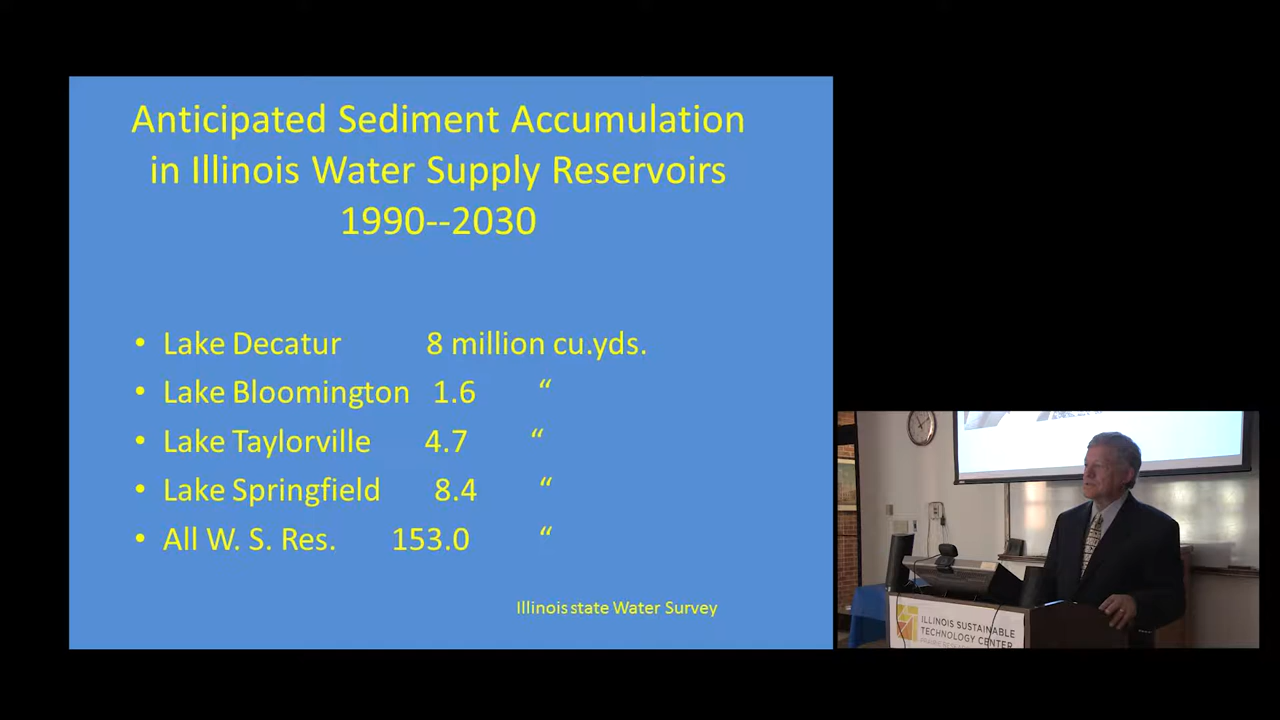 Anticipated Sediment Accumulation
in Illinois Water Supply Reservoirs
1990--2030
• Lake Decatur 8 million cu.yds.
• Lake Bloomington 1.6 “
• Lake Taylorville 4.7 “
• Lake Springfield 8.4 “
• All W. S. Res. 153.0 “
Illinois state Water Survey
ILLINOIS SUSTAINABLE
TECHNOLOGY CENTER